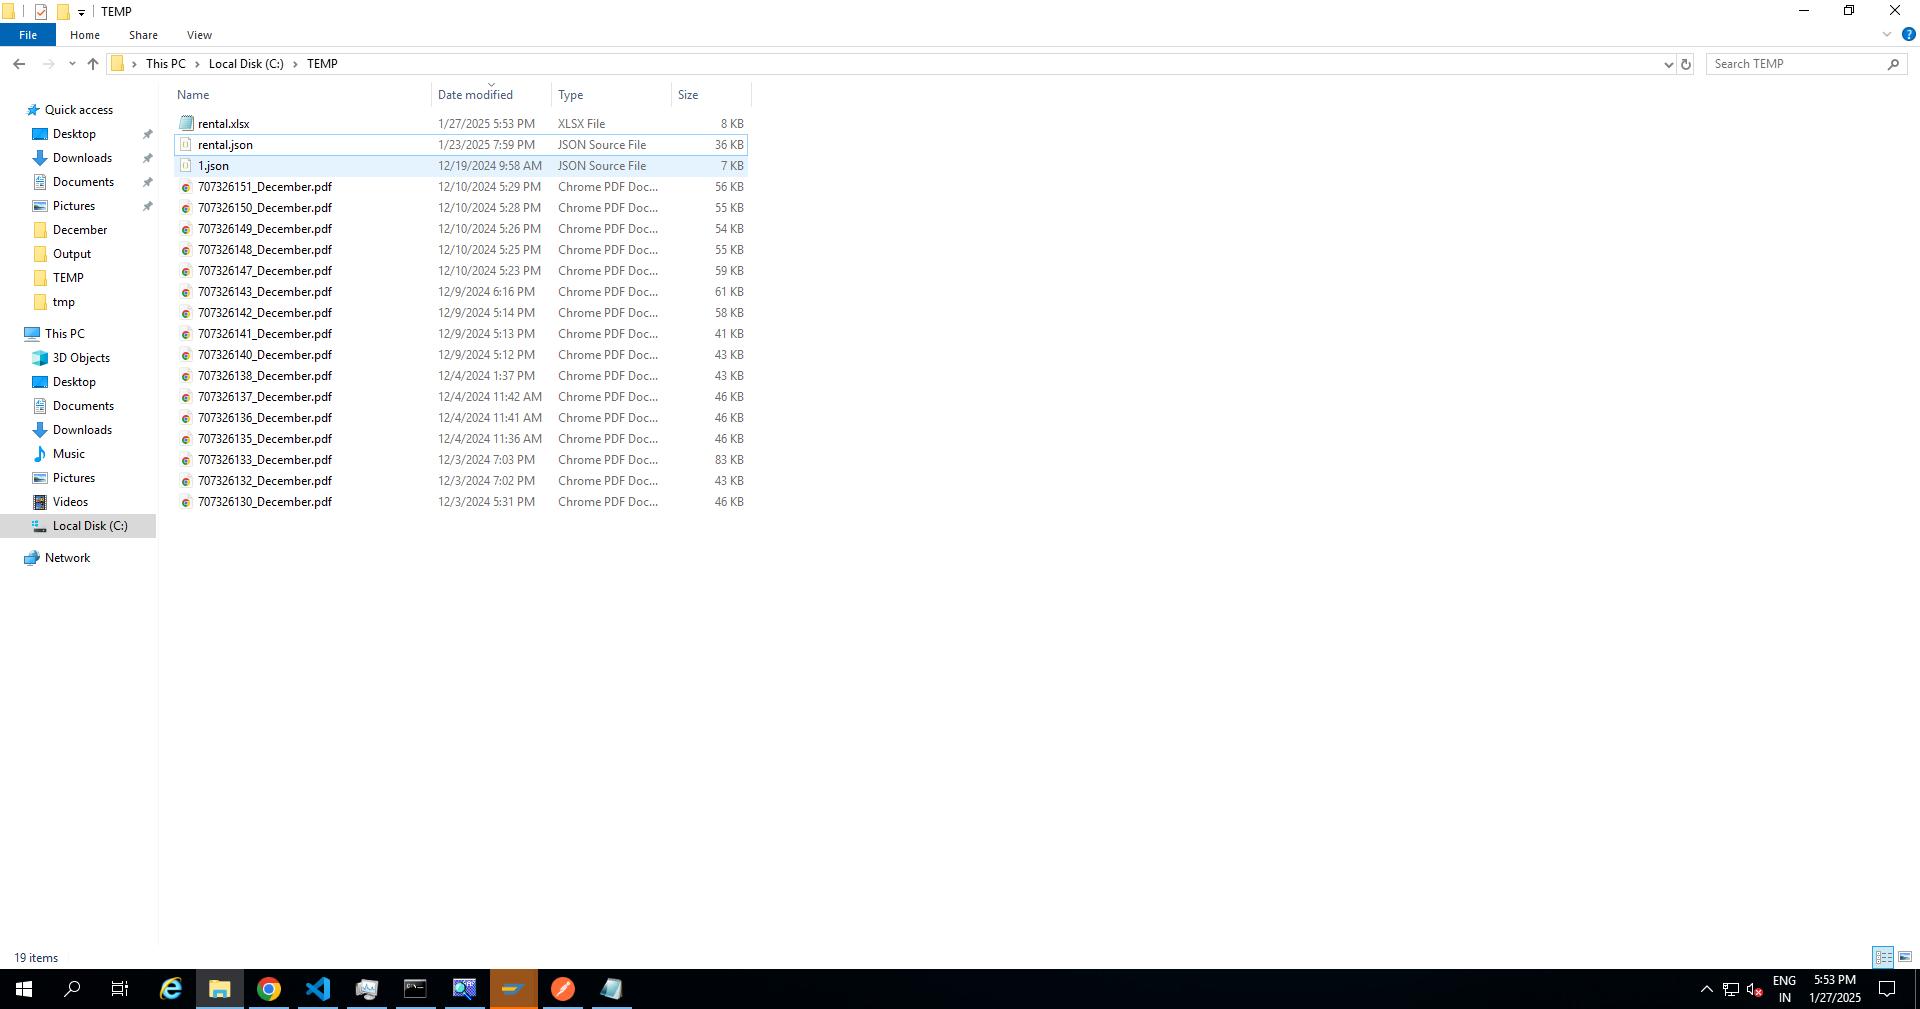 TEMP
File Home Share View
This PC Local Disk (C:) TEMP Search TEMP
Name Date modified Type Size
Quick access
Desktop
Downloads
Documents
Pictures
December
Output
TEMP
tmp
This PC
3D Objects
Desktop
Documents
Downloads
Music
Pictures
Videos
Local Disk (C:)
Network
rental.xlsx 1/27/2025 5:53 PM XLSX File 8 KB
rental.json 1/23/2025 7:59 PM JSON Source File 36 KB
1.json 12/19/2024 9:58 AM JSON Source File 7 KB
707326151_December.pdf 12/10/2024 5:29 PM Chrome PDF Doc... 56 KB
707326150_December.pdf 12/10/2024 5:28 PM Chrome PDF Doc... 55 KB
707326149_December.pdf 12/10/2024 5:26 PM Chrome PDF Doc... 54 KB
707326148_December.pdf 12/10/2024 5:25 PM Chrome PDF Doc... 55 KB
707326147_December.pdf 12/10/2024 5:23 PM Chrome PDF Doc... 59 KB
707326143_December.pdf 12/9/2024 6:16 PM Chrome PDF Doc... 61 KB
707326142_December.pdf 12/9/2024 5:14 PM Chrome PDF Doc... 58 KB
707326141_December.pdf 12/9/2024 5:13 PM Chrome PDF Doc... 41 KB
707326140_December.pdf 12/9/2024 5:12 PM Chrome PDF Doc... 43 KB
707326138_December.pdf 12/4/2024 1:37 PM Chrome PDF Doc... 43 KB
707326137_December.pdf 12/4/2024 11:42 AM Chrome PDF Doc... 46 KB
707326136_December.pdf 12/4/2024 11:41 AM Chrome PDF Doc... 46 KB
707326135_December.pdf 12/4/2024 11:36 AM Chrome PDF Doc... 46 KB
707326133_December.pdf 12/3/2024 7:03 PM Chrome PDF Doc... 83 KB
707326132_December.pdf 12/3/2024 7:02 PM Chrome PDF Doc... 43 KB
707326130_December.pdf 12/3/2024 5:31 PM Chrome PDF Doc... 46 KB
19 items
ENG 5:53 PM
IN 1/27/2025